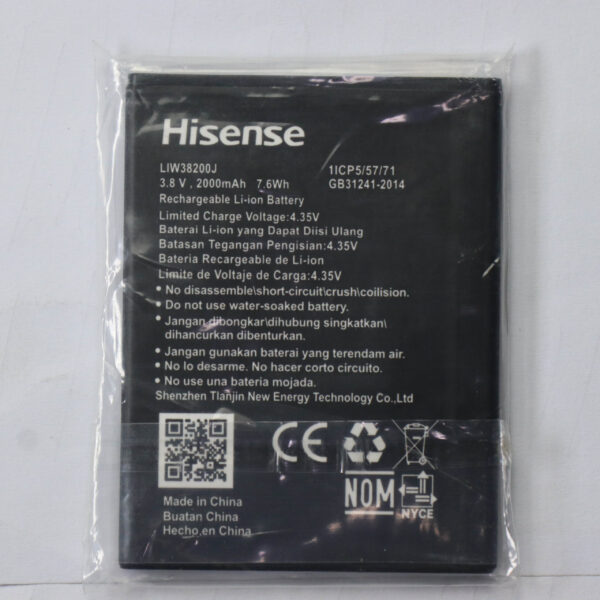 Hisense
LIW38200J 1ICP5/57/71
3.8 V , 2000mAh 7.6Wh GB31241-2014
Rechargeable Li-ion Battery
Limited Charge Voltage:4.35V
Baterai Li-ion yang Dapat Diisi Ulang
Batasan Tegangan Pengisian:4.35V
Bateria Recargeable de Li-ion
Limite de Voltaje de Carga:4.35V
• No disassemble\short-circuit\crush\coilision.
• Do not use water-soaked battery.
• Jangan dibongkar\dihubung singkatkan\
dihancurkan dibenturkan.
• Jangan gunakan baterai yang terendam air.
• No lo desarme. No hacer corto circuito.
• No use una bateria mojada.
Shenzhen Tianjin New Energy Technology Co.,Ltd
CE
NOM
NYCE
Made in China
Buatan China
Hecho en China